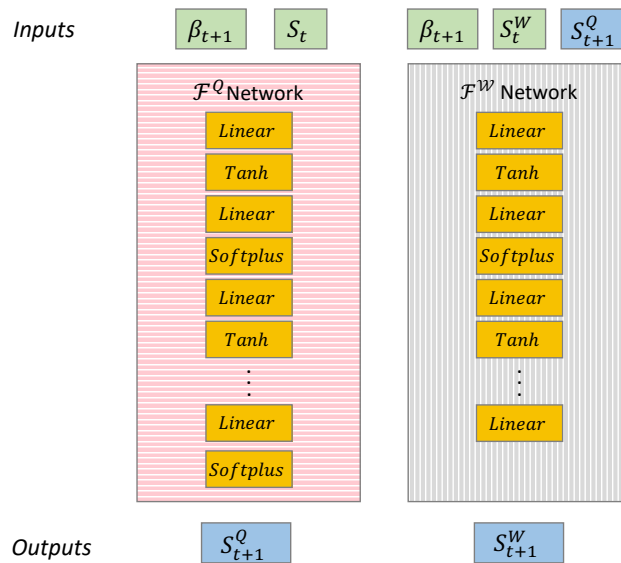 Inputs β_{t+1} S_t β_{t+1} S_t^W S_{t+1}^Q
ℱ^Q Network ℱ^𝒲 Network
Linear Linear
Tanh Tanh
Linear Linear
Softplus Softplus
Linear Linear
Tanh Tanh
⋮ ⋮
Linear Linear
Softplus
Outputs S_{t+1}^Q S_{t+1}^W